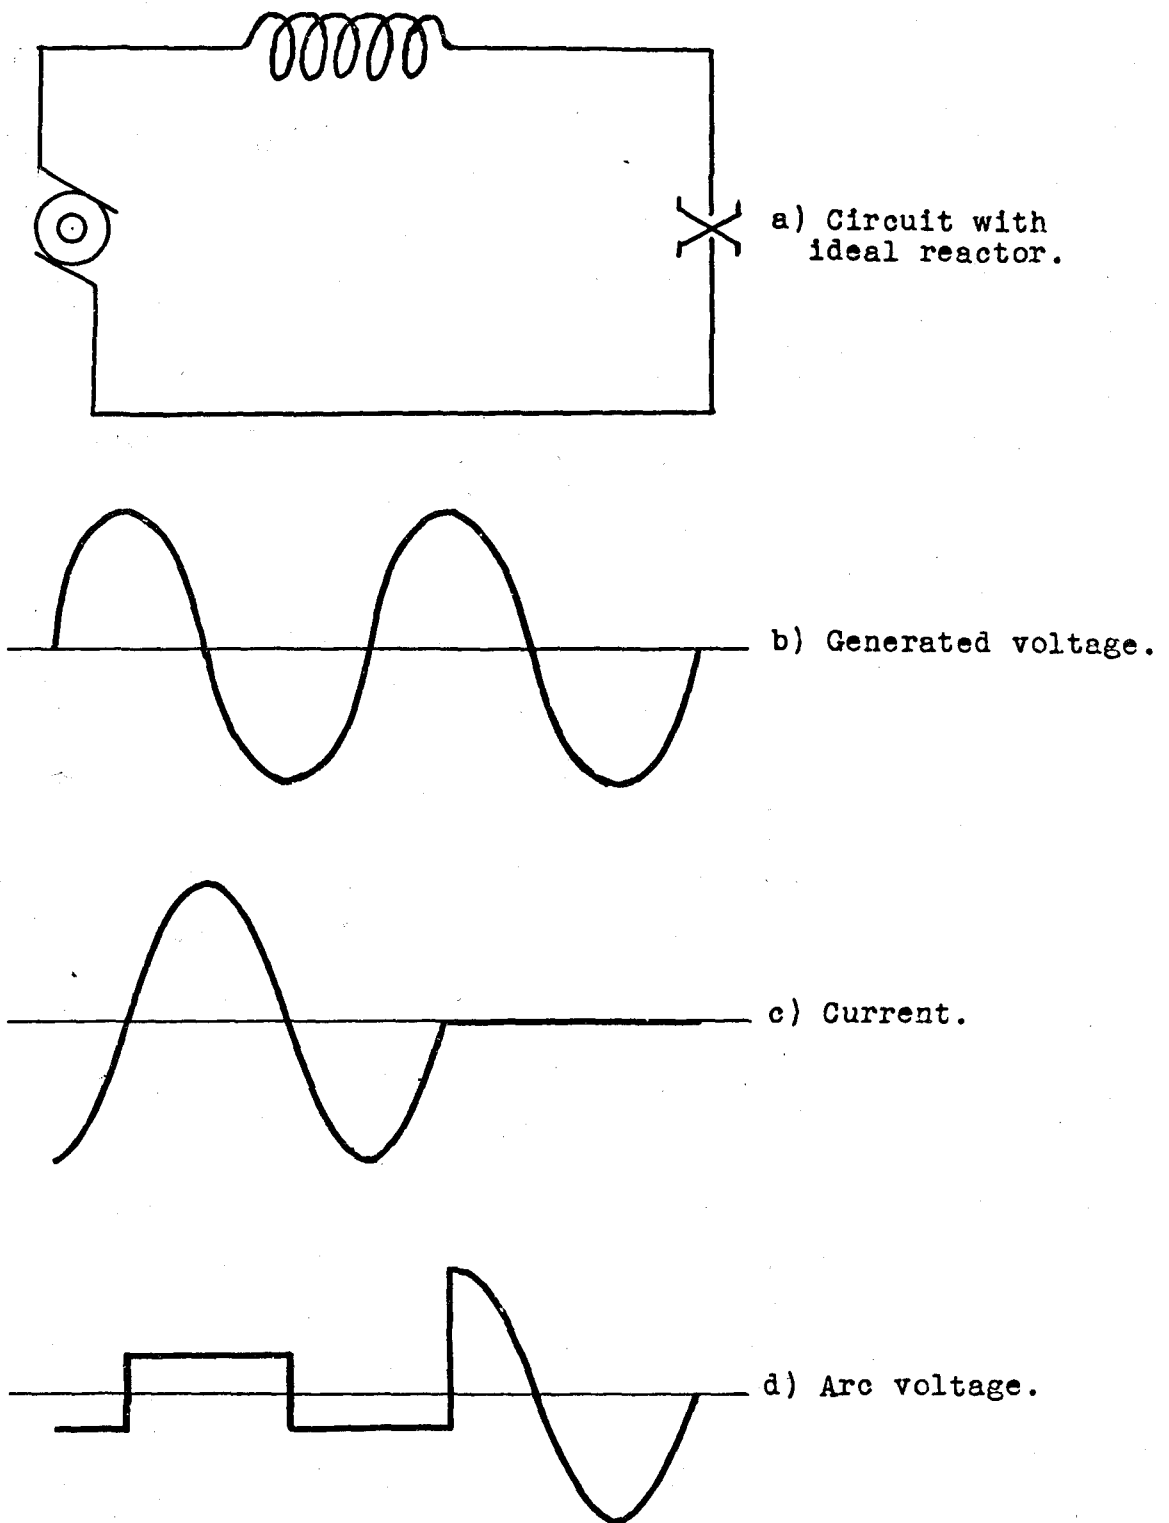 a) Circuit with
ideal reactor.
b) Generated voltage.
c) Current.
d) Arc voltage.